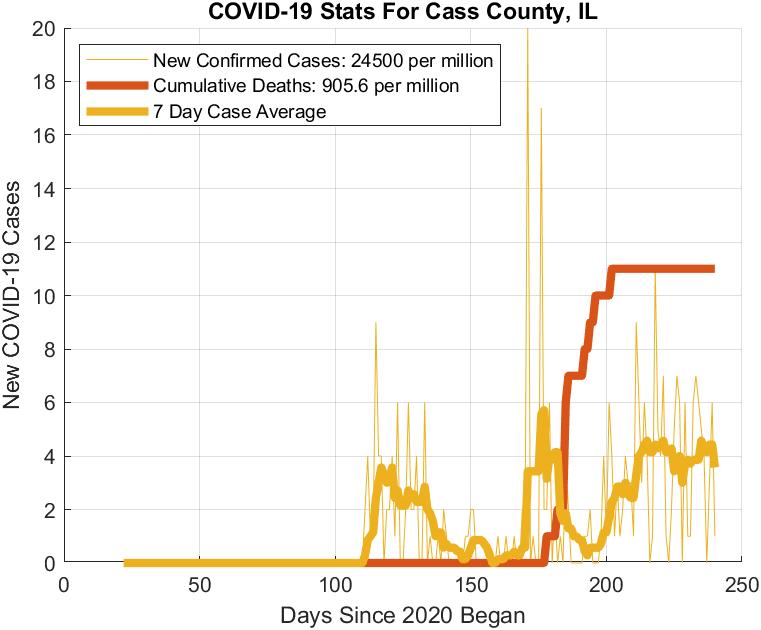 COVID-19 Stats For Cass County, IL
New Confirmed Cases: 24500 per million
Cumulative Deaths: 905.6 per million
7 Day Case Average
New COVID-19 Cases
20
18
16
14
12
10
8
6
4
2
0
0 50 100 150 200 250
Days Since 2020 Began